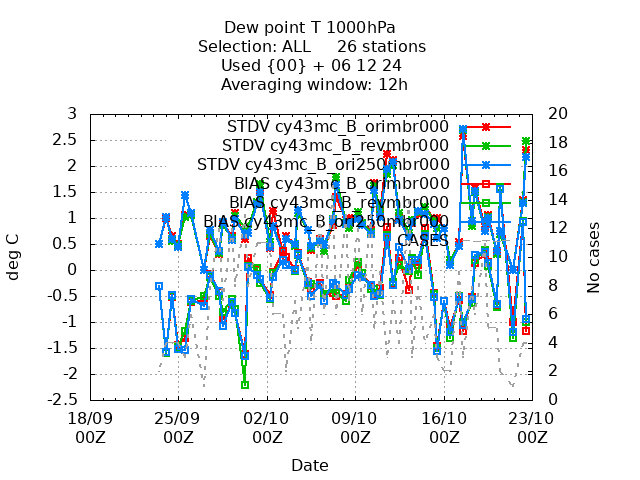 Dew point T 1000hPa
Selection: ALL 26 stations
Used {00} + 06 12 24
Averaging window: 12h
STDV cy43mc_B_orimbr000
STDV cy43mc_B_revmbr000
STDV cy43mc_B_ori250mbr000
BIAS cy43mc_B_orimbr000
BIAS cy43mc_B_revmbr000
BIAS cy43mc_B_ori250mbr000
CASES
deg C
3
2.5
2
1.5
1
0.5
0
-0.5
-1
-1.5
-2
-2.5
No cases
20
18
16
14
12
10
8
6
4
2
0
18/09 25/09 02/10 09/10 16/10 23/10
00Z 00Z 00Z 00Z 00Z 00Z
Date